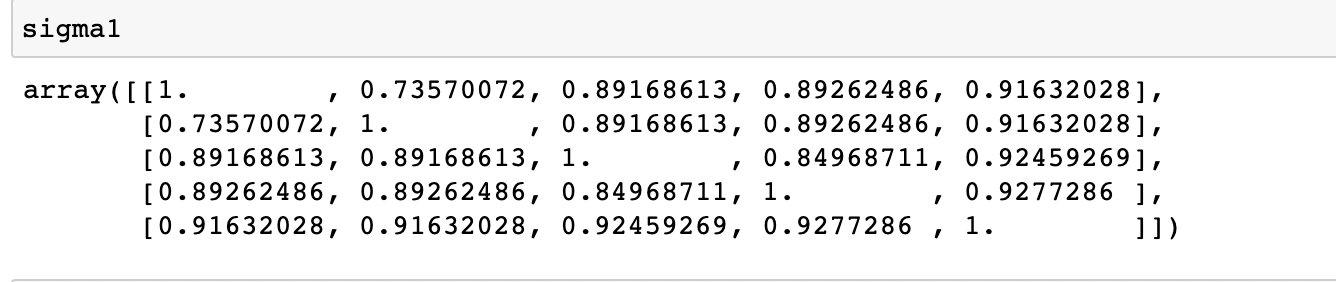 sigma1
array([[1.        , 0.73570072, 0.89168613, 0.89262486, 0.91632028],
       [0.73570072, 1.        , 0.89168613, 0.89262486, 0.91632028],
       [0.89168613, 0.89168613, 1.        , 0.84968711, 0.92459269],
       [0.89262486, 0.89262486, 0.84968711, 1.        , 0.9277286 ],
       [0.91632028, 0.91632028, 0.92459269, 0.9277286 , 1.        ]])